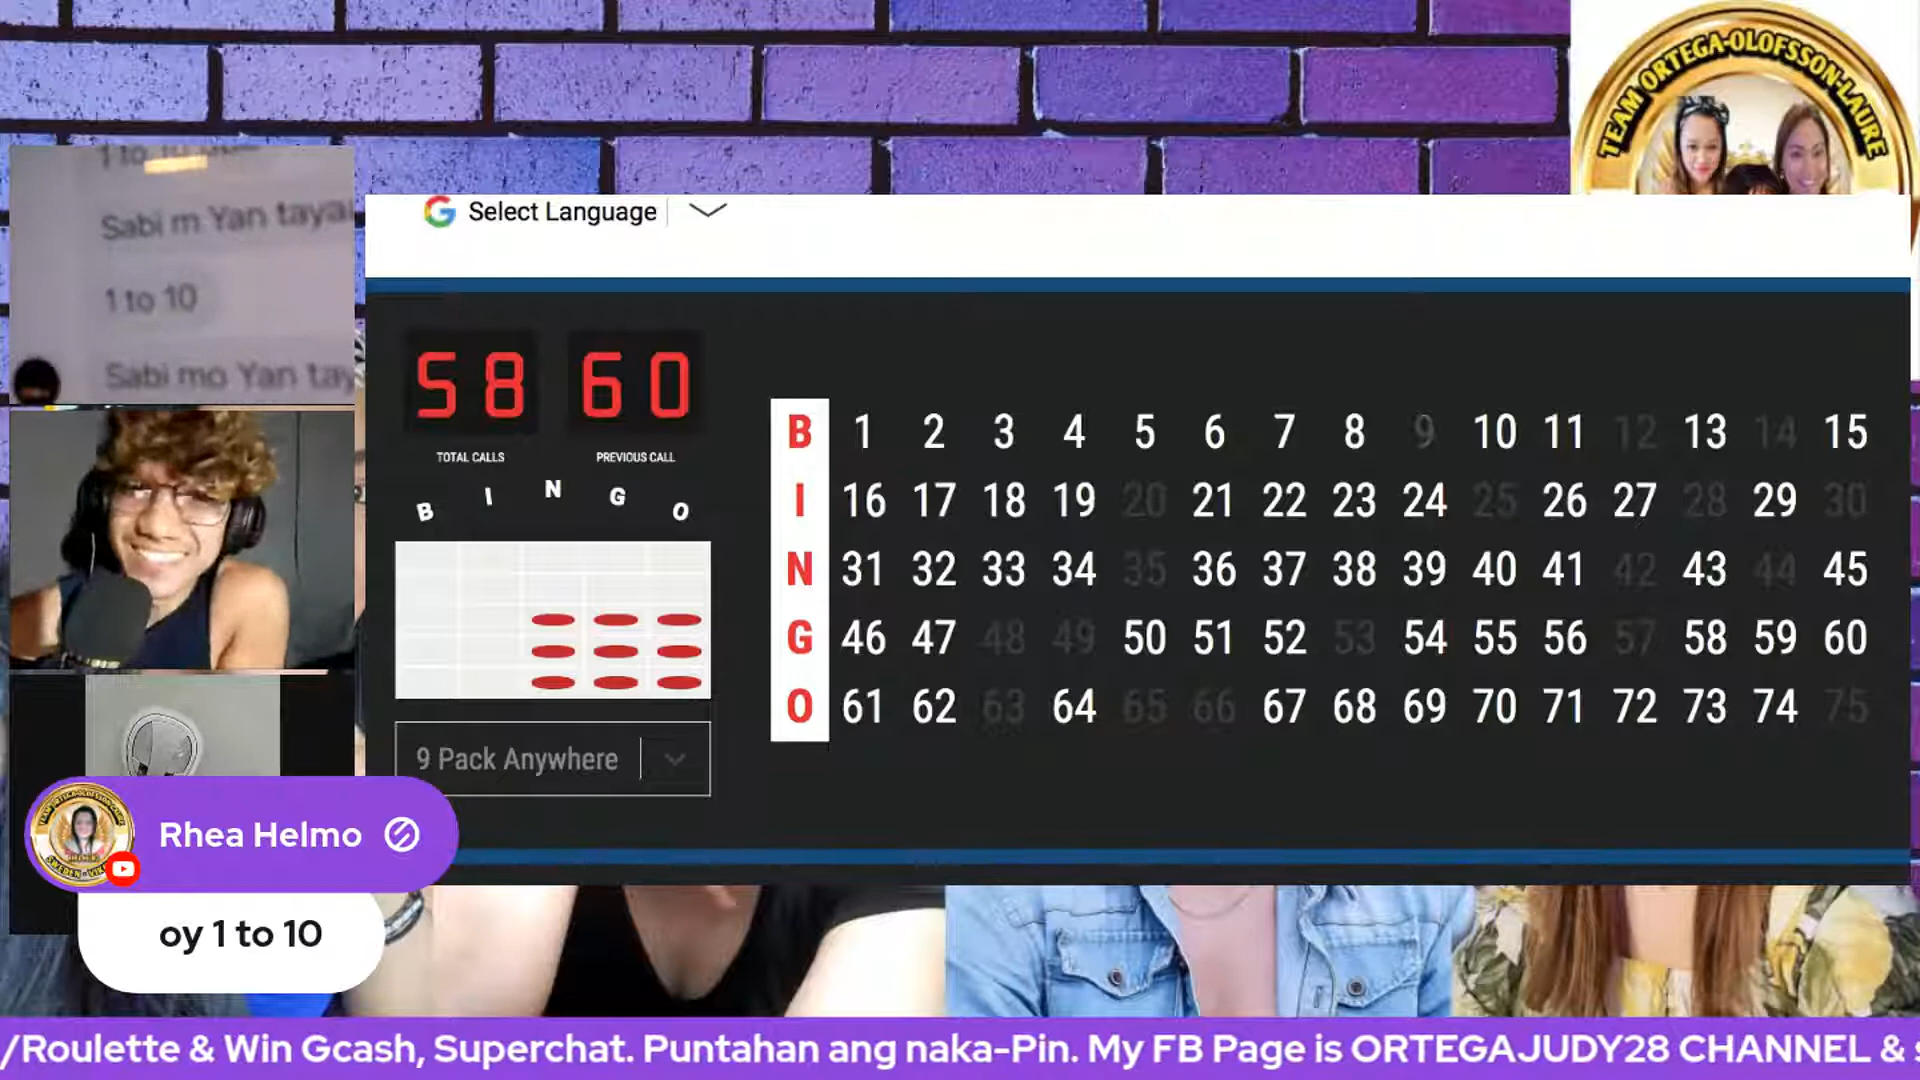 TEAM ORTEGA-OLOFSSON-LAURE
1 to 10
Sabi m Yan tayai
1 to 10
Sabi mo Yan tay
Select Language
58 60
TOTAL CALLS PREVIOUS CALL
B I N G O
9 Pack Anywhere
B 1 2 3 4 5 6 7 8 9 10 11 12 13 14 15
I 16 17 18 19 20 21 22 23 24 25 26 27 28 29 30
N 31 32 33 34 35 36 37 38 39 40 41 42 43 44 45
G 46 47 48 49 50 51 52 53 54 55 56 57 58 59 60
O 61 62 63 64 65 66 67 68 69 70 71 72 73 74 75
Rhea Helmo
oy 1 to 10
/Roulette & Win Gcash, Superchat. Puntahan ang naka-Pin. My FB Page is ORTEGAJUDY28 CHANNEL & s